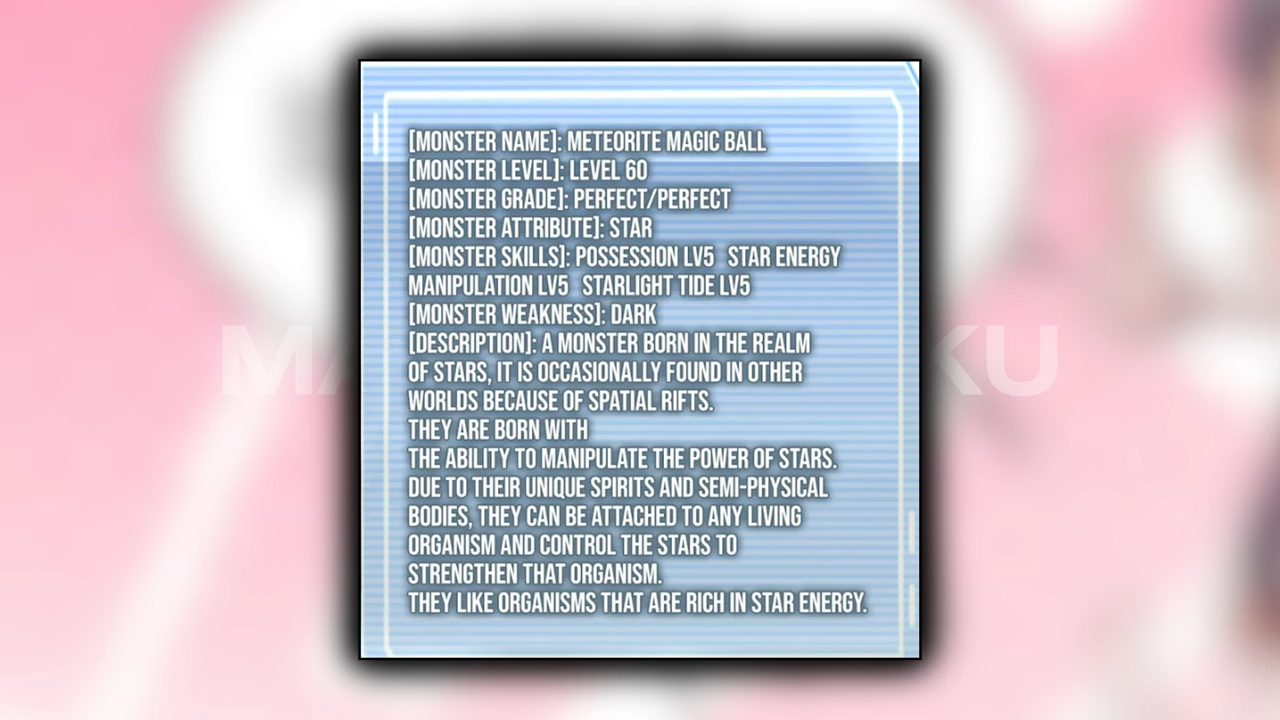 [MONSTER NAME]: METEORITE MAGIC BALL
[MONSTER LEVEL]: LEVEL 60
[MONSTER GRADE]: PERFECT/PERFECT
[MONSTER ATTRIBUTE]: STAR
[MONSTER SKILLS]: POSSESSION LV5 STAR ENERGY
MANIPULATION LV5 STARLIGHT TIDE LV5
[MONSTER WEAKNESS]: DARK
[DESCRIPTION]: A MONSTER BORN IN THE REALM
OF STARS, IT IS OCCASIONALLY FOUND IN OTHER
WORLDS BECAUSE OF SPATIAL RIFTS.
THEY ARE BORN WITH
THE ABILITY TO MANIPULATE THE POWER OF STARS.
DUE TO THEIR UNIQUE SPIRITS AND SEMI-PHYSICAL
BODIES, THEY CAN BE ATTACHED TO ANY LIVING
ORGANISM AND CONTROL THE STARS TO
STRENGTHEN THAT ORGANISM.
THEY LIKE ORGANISMS THAT ARE RICH IN STAR ENERGY.